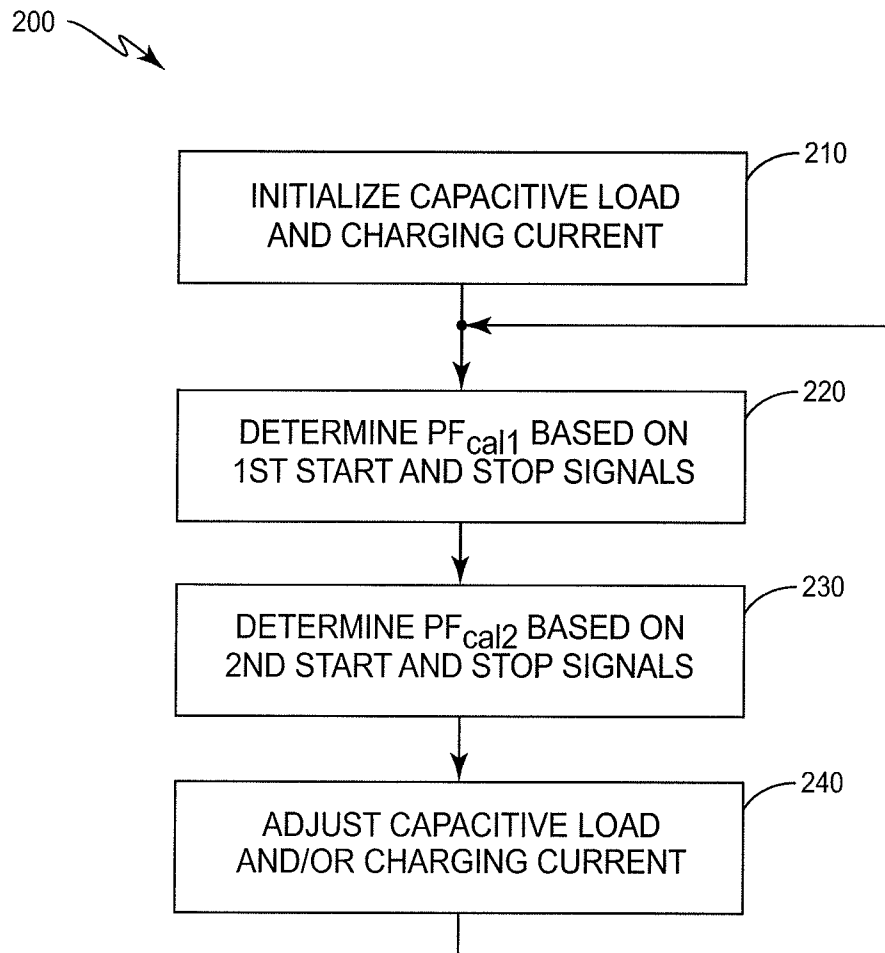 200
210
INITIALIZE CAPACITIVE LOAD
AND CHARGING CURRENT
220
DETERMINE PFcal1 BASED ON
1ST START AND STOP SIGNALS
230
DETERMINE PFcal2 BASED ON
2ND START AND STOP SIGNALS
240
ADJUST CAPACITIVE LOAD
AND/OR CHARGING CURRENT